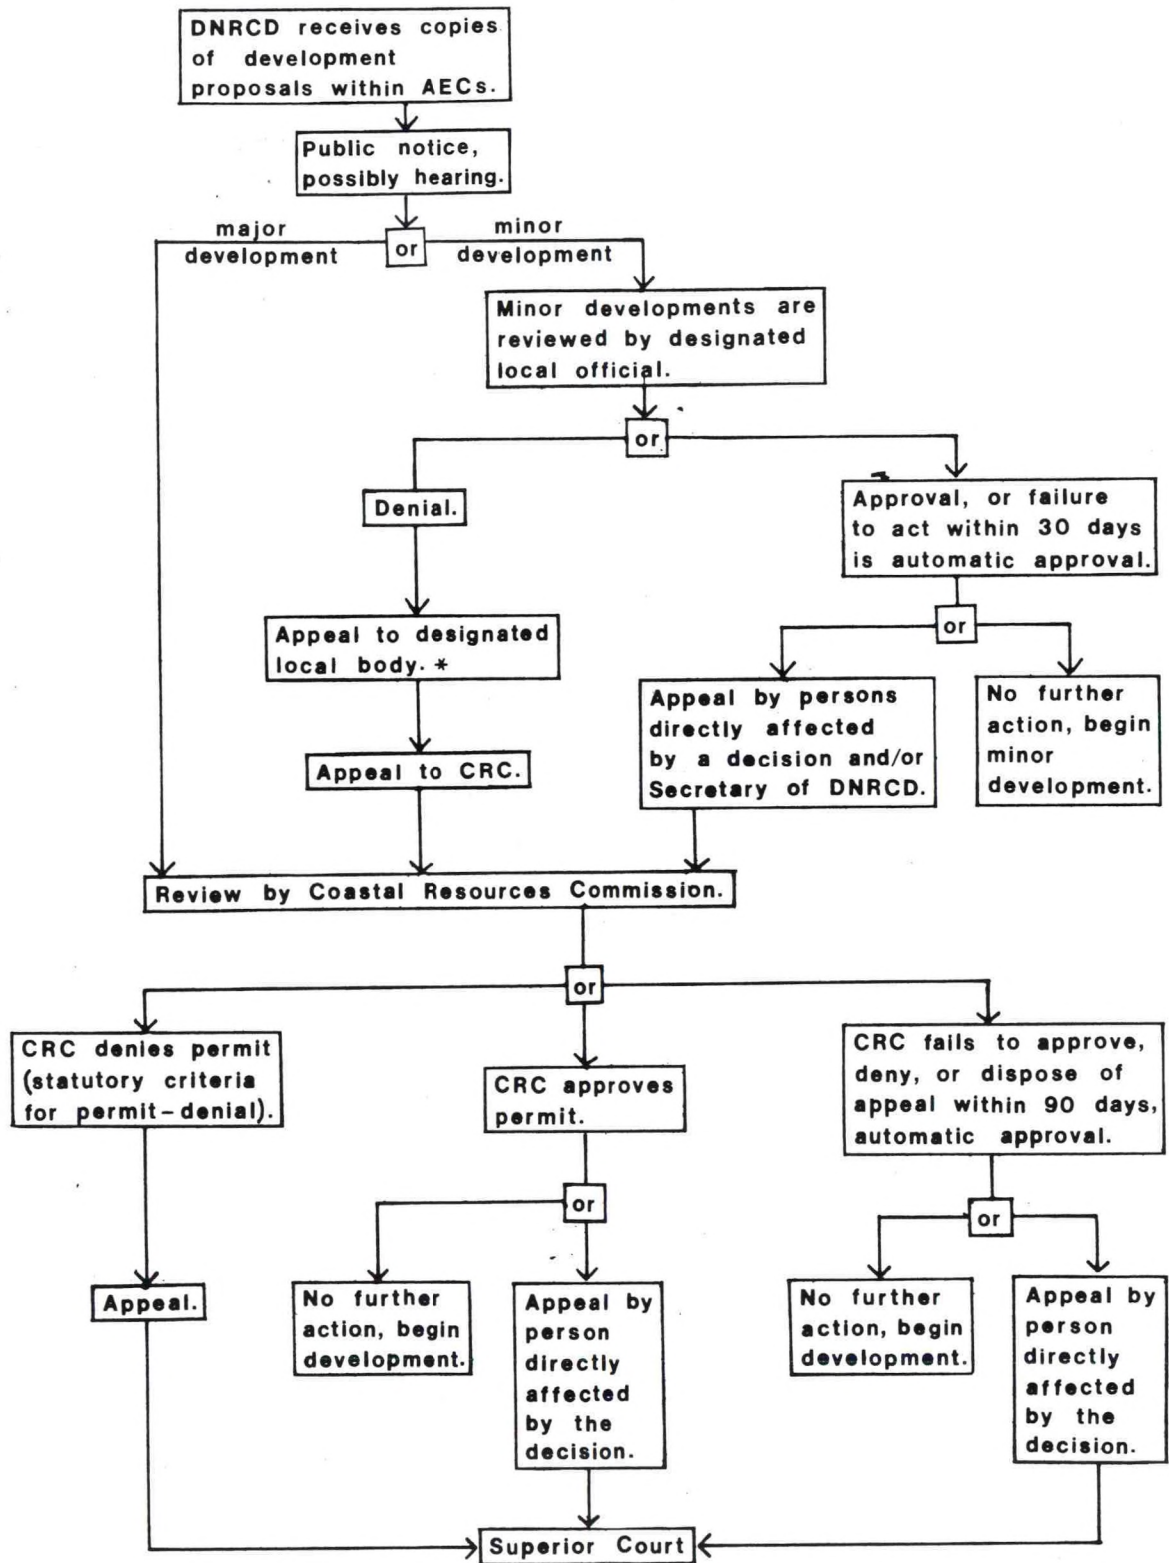 DNRCD receives copies
of development
proposals within AECs.
Public notice,
possibly hearing.
major
development
or
minor
development
Minor developments are
reviewed by designated
local official.
or
Denial.
Approval, or failure
to act within 30 days
is automatic approval.
or
Appeal to designated
local body. *
Appeal by persons
directly affected
by a decision and/or
Secretary of DNRCD.
No further
action, begin
minor
development.
Appeal to CRC.
Review by Coastal Resources Commission.
or
CRC denies permit
(statutory criteria
for permit-denial).
CRC approves
permit.
CRC fails to approve,
deny, or dispose of
appeal within 90 days,
automatic approval.
or
or
Appeal.
No further
action, begin
development.
Appeal by
person
directly
affected
by the
decision.
No further
action, begin
development.
Appeal by
person
directly
affected
by the
decision.
Superior Court